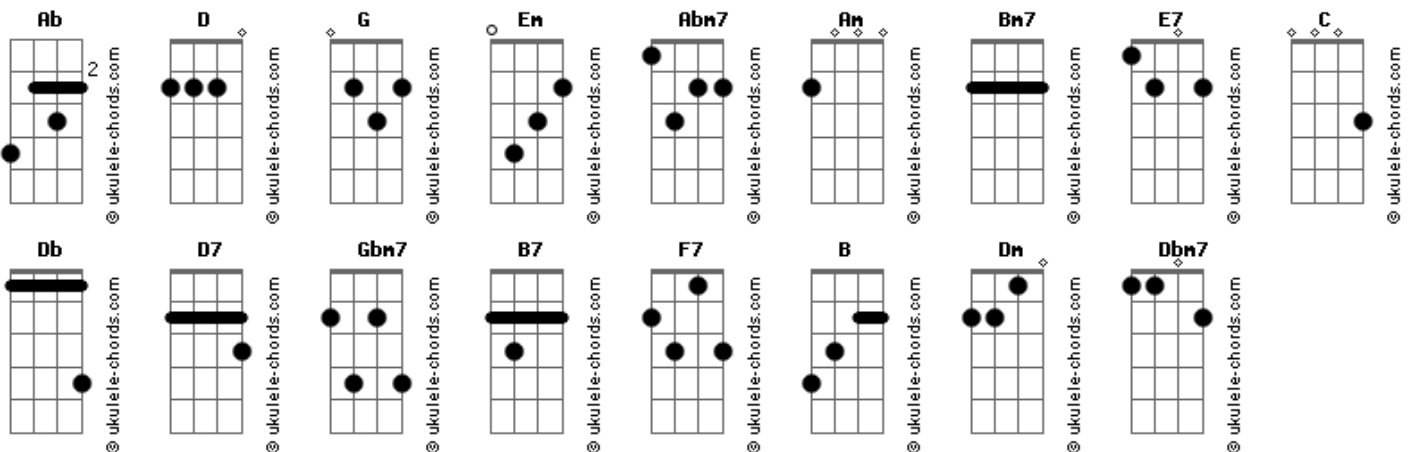 Ab D G Em Abm7 Am Bm7 E7 C
2
© ukulele-chords.com © ukulele-chords.com © ukulele-chords.com © ukulele-chords.com © ukulele-chords.com © ukulele-chords.com © ukulele-chords.com © ukulele-chords.com © ukulele-chords.com
Db D7 Gbm7 B7 F7 B Dm Dbm7
© ukulele-chords.com © ukulele-chords.com © ukulele-chords.com © ukulele-chords.com © ukulele-chords.com © ukulele-chords.com © ukulele-chords.com © ukulele-chords.com